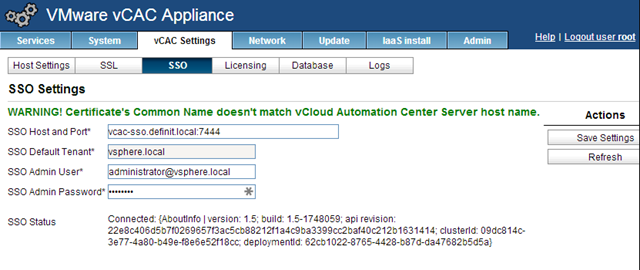 VMware vCAC Appliance
Services System vCAC Settings Network Update IaaS install Admin Help | Logout user root
Host Settings SSL SSO Licensing Database Logs
SSO Settings
WARNING! Certificate's Common Name doesn't match vCloud Automation Center Server host name.
Actions
SSO Host and Port* vcac-sso.definit.local:7444
Save Settings
SSO Default Tenant* vsphere.local
Refresh
SSO Admin User* administrator@vsphere.local
SSO Admin Password* ••••••••
SSO Status Connected: {AboutInfo | version: 1.5; build: 1.5-1748059; api revision:
22e8c406d5b7f0269657f3ac5cb88212f1a4c9ba3399cc2baf40c212b1631414; clusterId: 09dc814c-
3e77-4a80-b49e-f8e6e52f18cc; deploymentId: 62cb1022-8765-4428-b87d-da47682b5d5a}